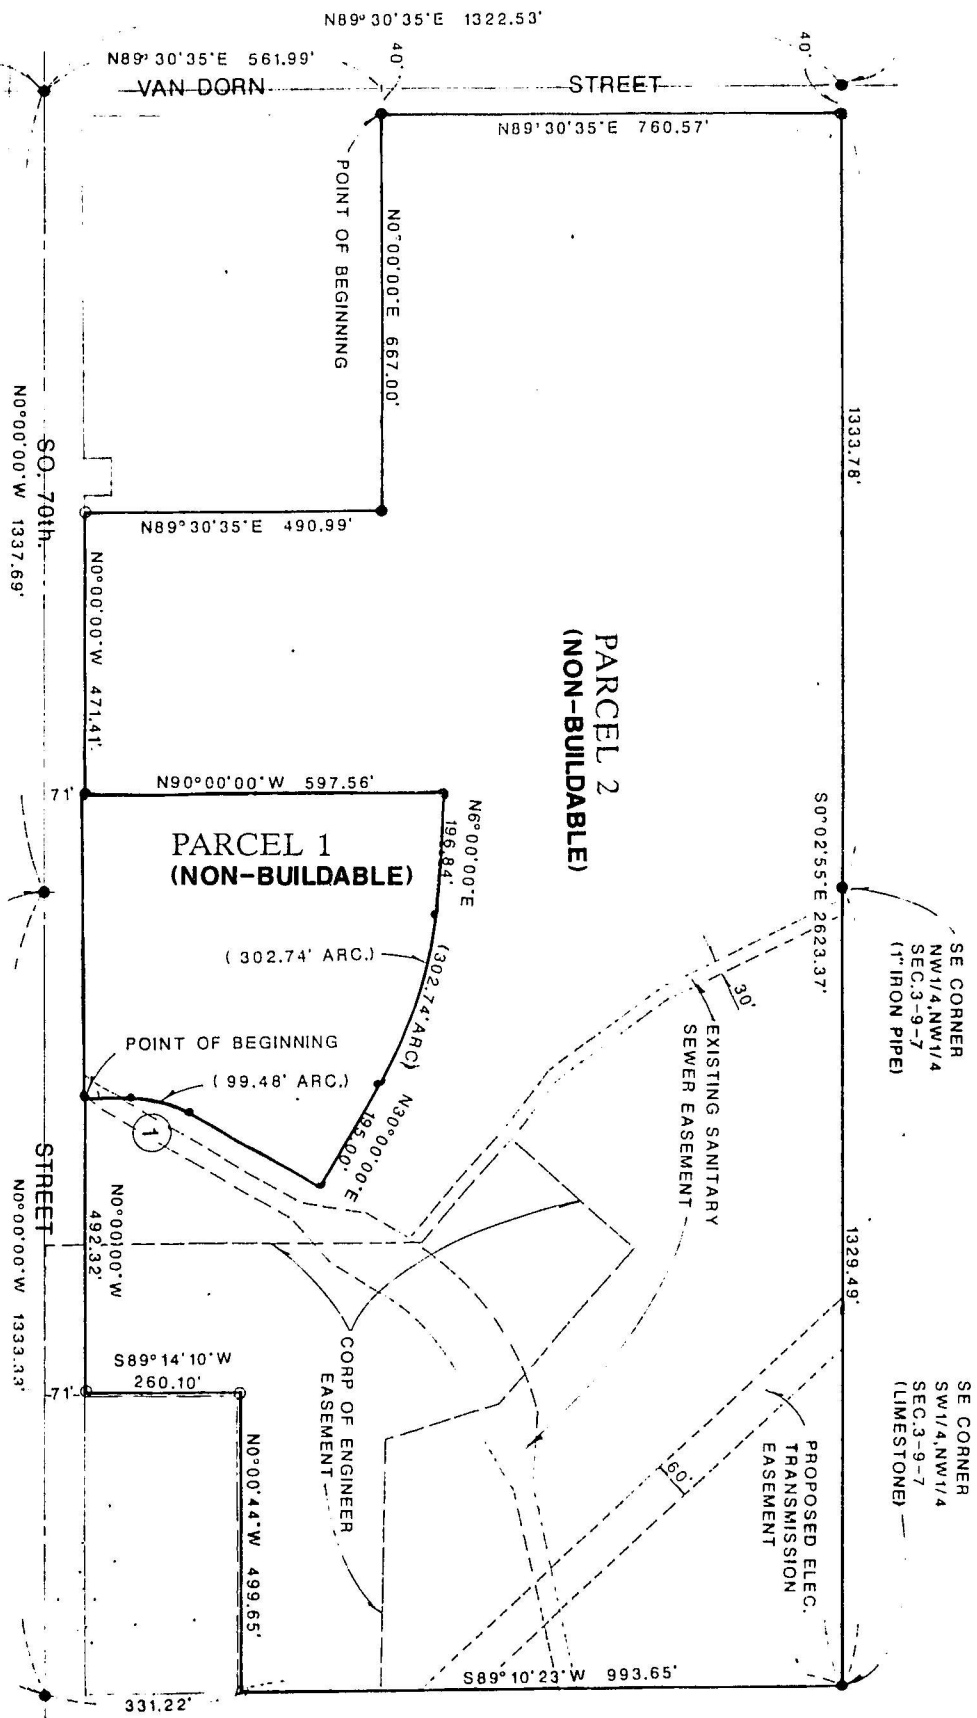 N89°30'35"E 1322.53'
N89°30'35"E 561.99'
40'
40'
VAN DORN
STREET
N89°30'35"E 760.57'
POINT OF BEGINNING
N0°00'00"E 667.00'
1333.78'
SO. 70th.
N0°00'00"W 1337.69'
N89°30'35"E 490.99'
N0°00'00"W 471.41'
PARCEL 2
(NON-BUILDABLE)
S0°02'55"E 2623.37'
71'
N90°00'00"W 597.56'
N6°00'00"E
196.84'
PARCEL 1
(NON-BUILDABLE)
(302.74' ARC.)
(302.74' ARC)
SE CORNER
NW1/4,NW1/4
SEC.3-9-7
(1"IRON PIPE)
30'
EXISTING SANITARY
SEWER EASEMENT
POINT OF BEGINNING
(99.48' ARC.)
1
N30°00'00"E
195.00'
STREET
N0°00'00"W 1333.33'
N0°00'00"W
492.32'
1329.49'
S89°14'10"W
260.10'
71'
CORP OF ENGINEER
EASEMENT
SE CORNER
SW1/4,NW1/4
SEC.3-9-7
(LIMESTONE)
PROPOSED ELEC.
TRANSMISSION
EASEMENT
60'
N0°00'44"W 499.65'
S89°10'23"W 993.65'
331.22'